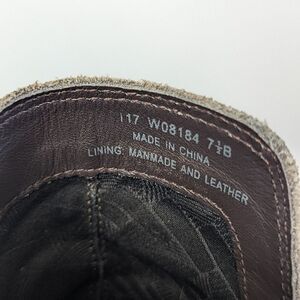 117 W08184 7½B
MADE IN CHINA
LINING: MANMADE AND LEATHER